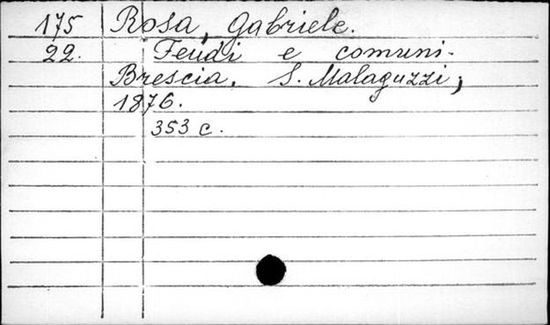 175 Rosa, Gabriele.
22. Feudi e comuni.
Brescia, S. Malaguzzi,
1876.
353 c.